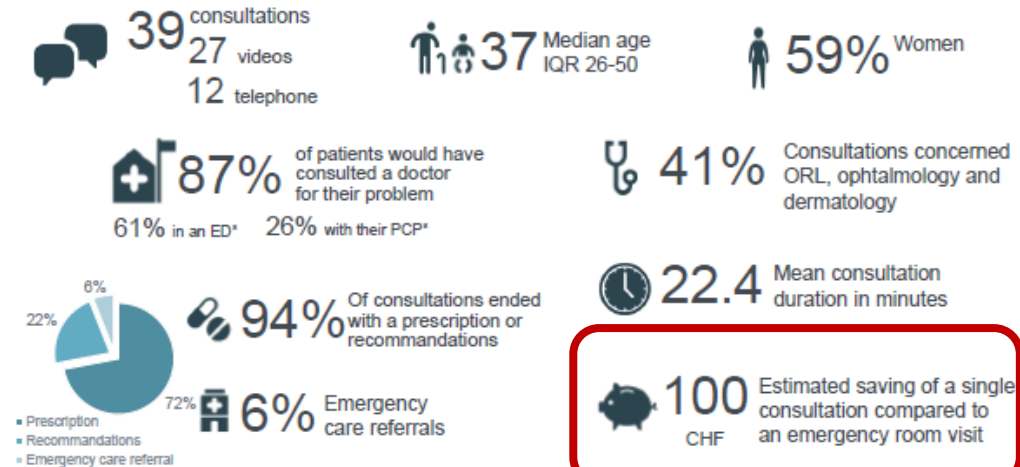 39 consultations
27 videos
12 telephone
37 Median age
IQR 26-50
59% Women
87% of patients would have
consulted a doctor
for their problem
61% in an ED* 26% with their PCP*
41% Consultations concerned
ORL, ophtalmology and
dermatology
6%
22%
72%
▪ Prescription
▪ Recommandations
▪ Emergency care referral
94% Of consultations ended
with a prescription or
recommandations
22.4 Mean consultation
duration in minutes
6% Emergency
care referrals
100 CHF Estimated saving of a single
consultation compared to
an emergency room visit